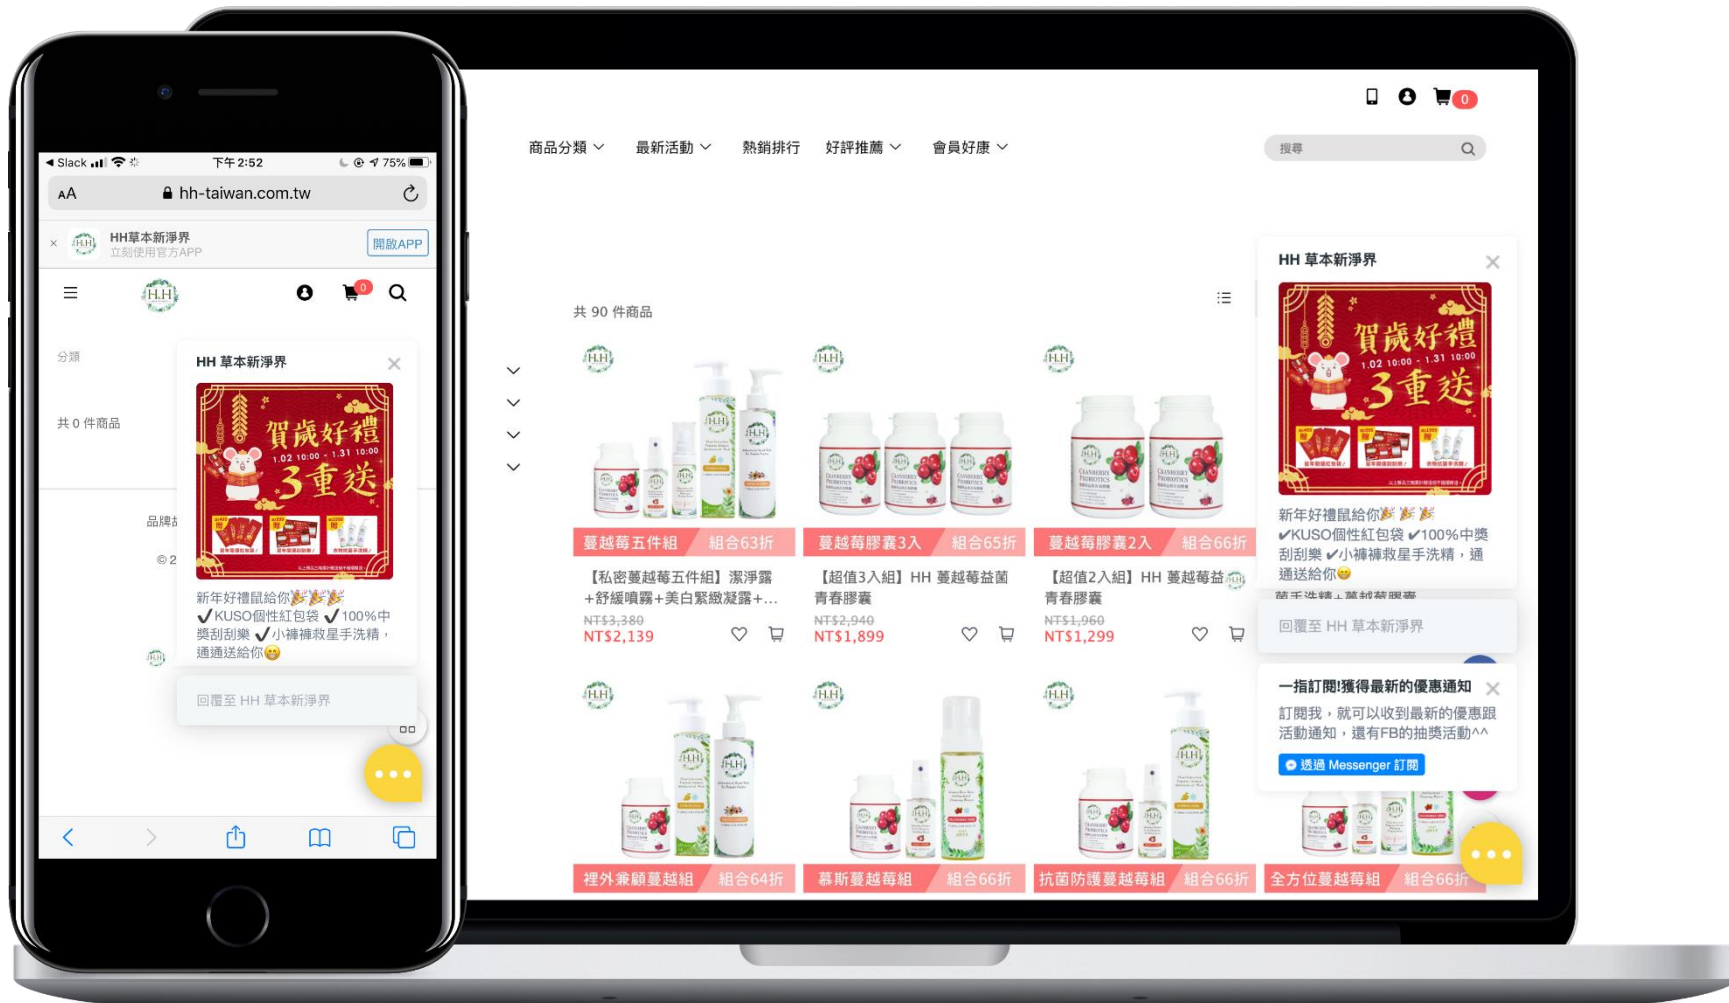 Slack
下午2:52
75%
AA
hh-taiwan.com.tw
HH草本新淨界
立刻使用官方APP
開啟APP
H.H
0
分類
共 0 件商品
HH 草本新淨界
賀歲好禮
1.02 10:00 - 1.31 10:00
3重送
新年好禮鼠給你🎉🎉🎉
✔KUSO個性紅包袋 ✔100%中
獎刮刮樂 ✔小褲褲救星手洗精，
通通送給你😁
品牌故
© 2
回覆至 HH 草本新淨界
0
商品分類
最新活動
熱銷排行
好評推薦
會員好康
搜尋
共 90 件商品
H.H
H.H
H.H
CRANBERRY
PROBIOTICS
蔓越莓五件組 組合63折
蔓越莓膠囊3入 組合65折
蔓越莓膠囊2入 組合66折
【私密蔓越莓五件組】潔淨露
+舒緩噴霧+美白緊緻凝露+...
NT$3,380
NT$2,139
【超值3入組】HH 蔓越莓益菌
青春膠囊
NT$2,940
NT$1,899
【超值2入組】HH 蔓越莓益
青春膠囊
NT$1,960
NT$1,299
H.H
H.H
H.H
裡外兼顧蔓越組 組合64折
慕斯蔓越莓組 組合66折
抗菌防護蔓越莓組 組合66折
全方位蔓越莓組 組合66折
HH 草本新淨界
賀歲好禮
1.02 10:00 - 1.31 10:00
3重送
新年好禮鼠給你🎉🎉🎉
✔KUSO個性紅包袋 ✔100%中獎
刮刮樂 ✔小褲褲救星手洗精，通
通送給你😁
菌手洗精+蔓越莓膠囊
回覆至 HH 草本新淨界
一指訂閱!獲得最新的優惠通知
訂閱我，就可以收到最新的優惠跟
活動通知，還有FB的抽獎活動^^
透過 Messenger 訂閱